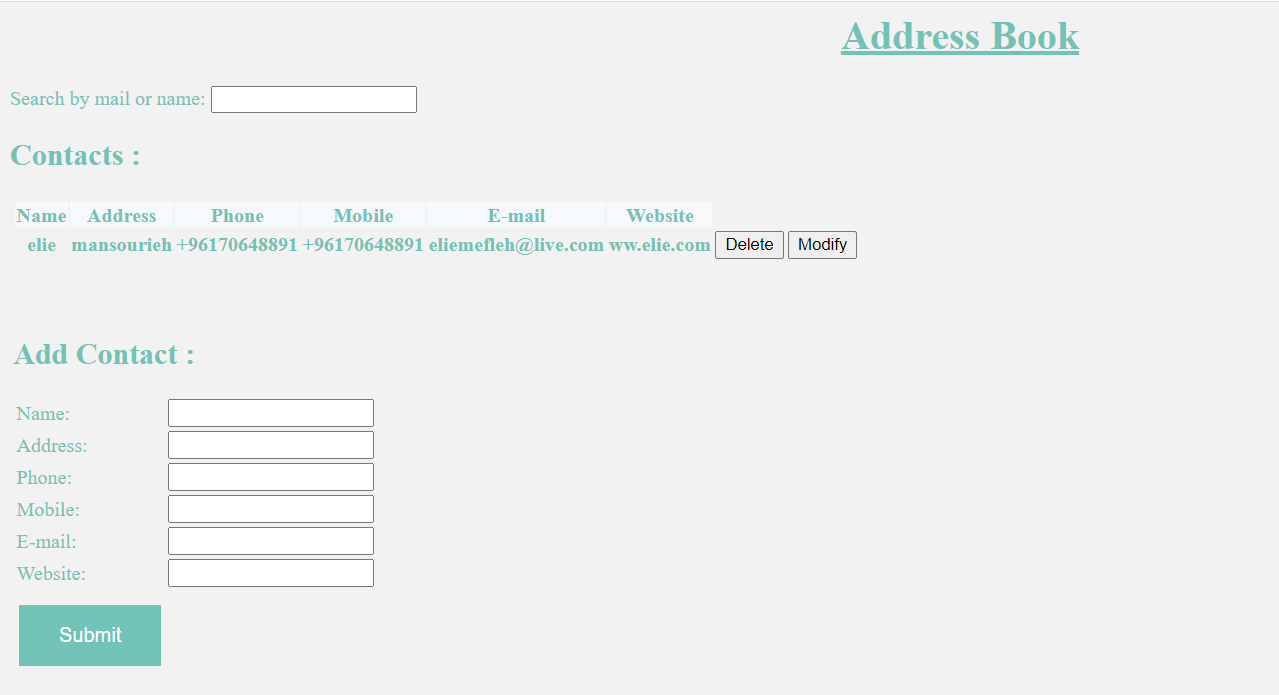 Address Book
Search by mail or name:
Contacts :
Name Address Phone Mobile E-mail Website
elie mansourieh +96170648891 +96170648891 eliemefleh@live.com ww.elie.com Delete Modify
Add Contact :
Name:
Address:
Phone:
Mobile:
E-mail:
Website:
Submit